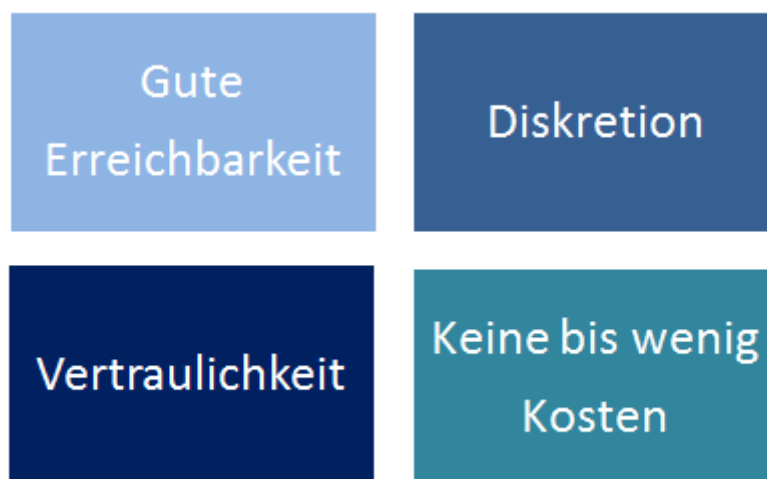 Gute
Erreichbarkeit
Diskretion
Vertraulichkeit
Keine bis wenig
Kosten